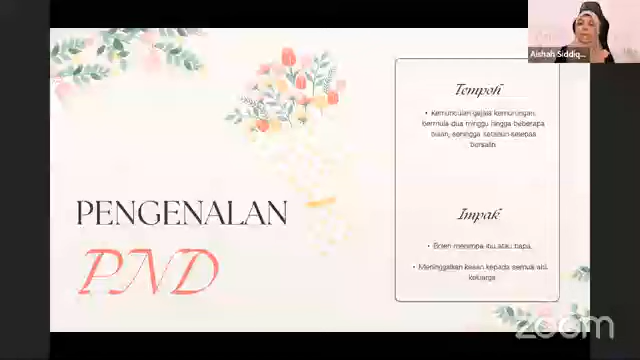 Aishah Siddiq...
PENGENALAN
PND
Tempoh
• Kemunculan gejala kemurungan,
bermula dua minggu hingga beberapa
bulan, sehingga setahun selepas
bersalin
Impak
• Boleh menimpa ibu atau bapa.
• Meninggalkan kesan kepada semua ahli
keluarga
zoom